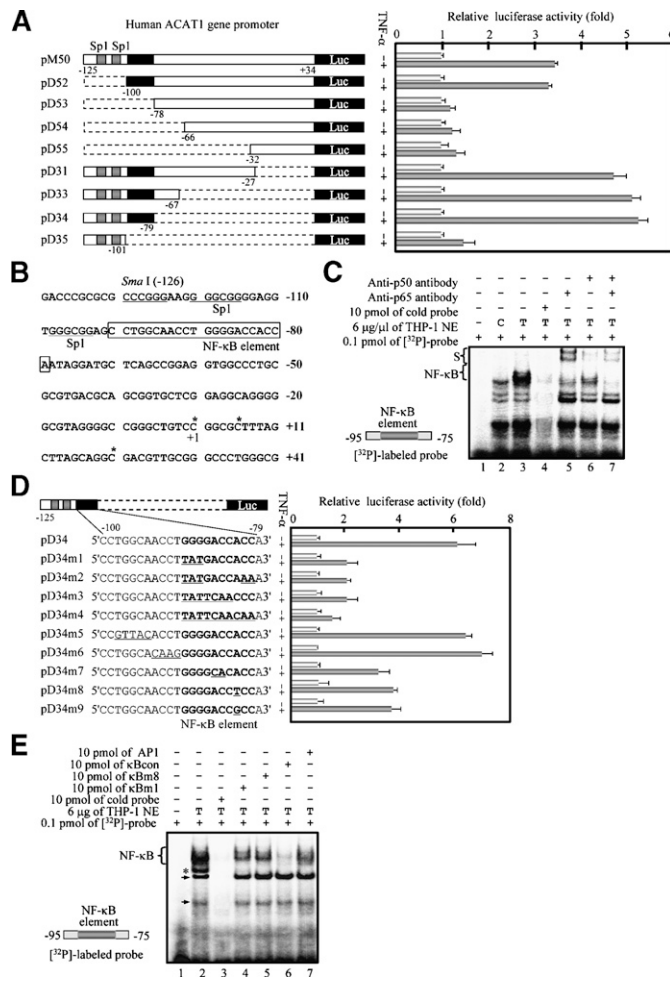 A
Human ACAT1 gene promoter
TNF-α
Relative luciferase activity (fold)
0 1 2 3 4 5 6
Sp1 Sp1
pM50 Luc
-125 +34
pD52 -100
pD53 -78
pD54 -66
pD55 Luc
-32
pD31 Luc
-27
pD33 Luc
-67
pD34 Luc
-79
pD35 Luc
-101
B
Sma I (-126)
GACCCGCGCG CCCGGGAAGG GGCGGGGAGG -110
Sp1
TGGGCGGAGC CCTGGCAACCT GGGGACCACC -80
Sp1 NF-κB element
AATAGGATGC TCAGCCGGAG GTGGCCCTGC -50
GCGTGACGCA GCGGTGCTCG GAGGCAGGGG -20
GCGTAGGGGC CGGGCTGTCC GGCGCTTTAG +11
+1
CTTAGCAGGC GACGTTGCGG GCCCTGGGCG +41
C
Anti-p50 antibody - - - - - + +
Anti-p65 antibody - - - - + - +
10 pmol of cold probe - - - + - - -
6 μg/μl of THP-1 NE - C T T T T T
0.1 pmol of [32P]-probe + + + + + + +
S
NF-κB
NF-κB
element
-95 -75
[32P]-labeled probe
1 2 3 4 5 6 7
D
Luc
-125
-100 -79
TNF-α
Relative luciferase activity (fold)
0 2 4 6 8
pD34 5'CCTGGCAACCTGGGGACCACCA3'
pD34m1 5'CCTGGCAACCTTATGACCACCA3'
pD34m2 5'CCTGGCAACCTTATGACCAAAA3'
pD34m3 5'CCTGGCAACCTTATTCAACCCA3'
pD34m4 5'CCTGGCAACCTTATTCAACAAA3'
pD34m5 5'CCGTTACACCTGGGGACCACCA3'
pD34m6 5'CCTGGCACAAGGGGGACCACCA3'
pD34m7 5'CCTGGCAACCTGGGGCACACCA3'
pD34m8 5'CCTGGCAACCTGGGGACCTCCA3'
pD34m9 5'CCTGGCAACCTGGGGACCGCCA3'
NF-κB element
E
10 pmol of AP1 - - - - - - +
10 pmol of κBcon - - - - - + -
10 pmol of κBm8 - - - - + - -
10 pmol of κBm1 - - - + - - -
10 pmol of cold probe - - + - - - -
6 μg of THP-1 NE - T T T T T T
0.1 pmol of [32P]-probe + + + + + + +
NF-κB
*
NF-κB
element
-95 -75
[32P]-labeled probe
1 2 3 4 5 6 7